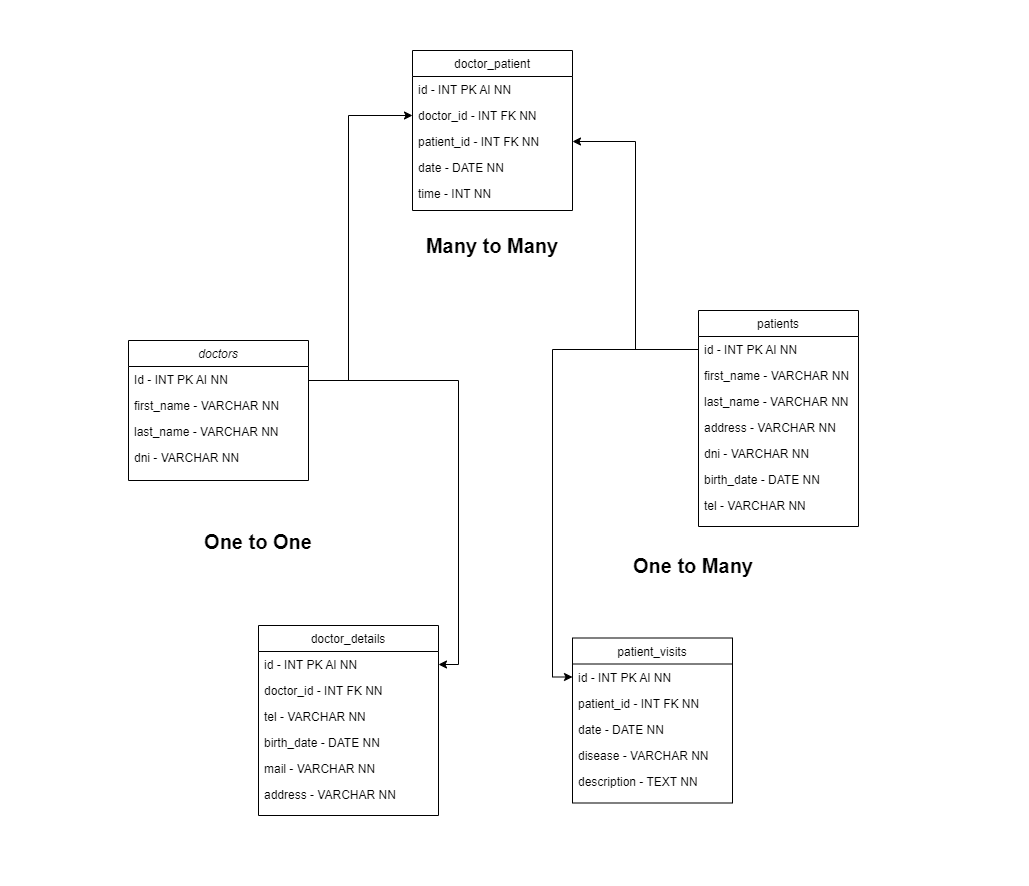 doctor_patient
id - INT PK AI NN
doctor_id - INT FK NN
patient_id - INT FK NN
date - DATE NN
time - INT NN
Many to Many
doctors
Id - INT PK AI NN
first_name - VARCHAR NN
last_name - VARCHAR NN
dni - VARCHAR NN
One to One
patients
id - INT PK AI NN
first_name - VARCHAR NN
last_name - VARCHAR NN
address - VARCHAR NN
dni - VARCHAR NN
birth_date - DATE NN
tel - VARCHAR NN
One to Many
doctor_details
id - INT PK AI NN
doctor_id - INT FK NN
tel - VARCHAR NN
birth_date - DATE NN
mail - VARCHAR NN
address - VARCHAR NN
patient_visits
id - INT PK AI NN
patient_id - INT FK NN
date - DATE NN
disease - VARCHAR NN
description - TEXT NN